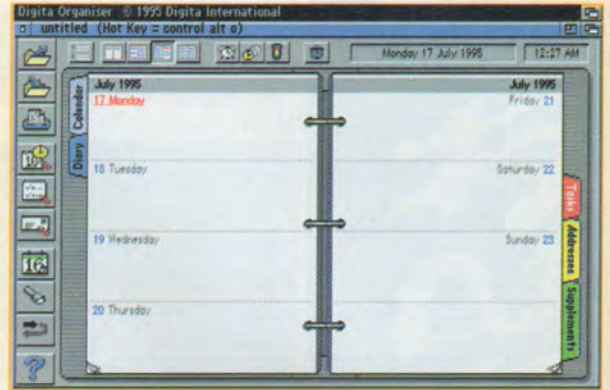 Digita Organiser © 1995 Digita International
untitled (Hot Key = control alt o)
Monday 17 July 1995
12:27 AM
Calendar
Diary
July 1995
17 Monday
18 Tuesday
19 Wednesday
20 Thursday
July 1995
Friday 21
Saturday 22
Sunday 23
Tasks
Addresses
Supplements